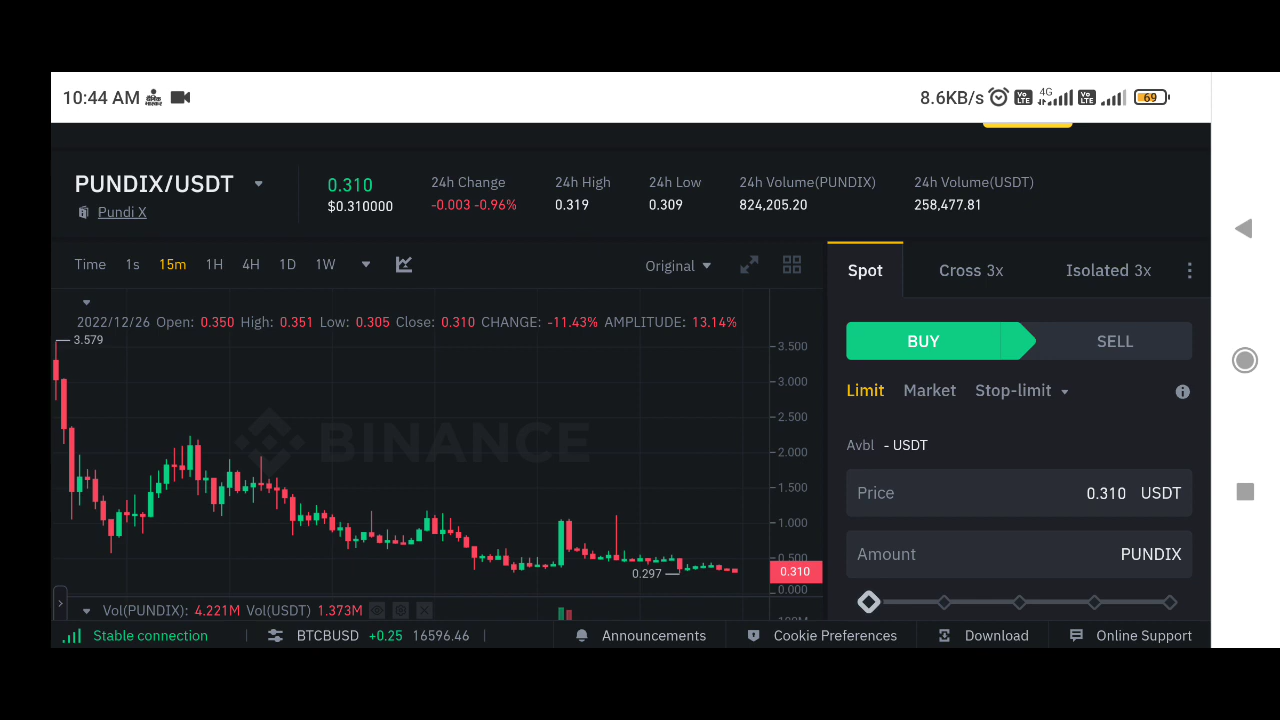 10:44 AM 8.6KB/s Vo LTE 4G Vo LTE 69
PUNDIX/USDT
Pundi X
0.310
$0.310000
24h Change
-0.003 -0.96%
24h High
0.319
24h Low
0.309
24h Volume(PUNDIX)
824,205.20
24h Volume(USDT)
258,477.81
Time 1s 15m 1H 4H 1D 1W
Original
2022/12/26 Open: 0.350 High: 0.351 Low: 0.305 Close: 0.310 CHANGE: -11.43% AMPLITUDE: 13.14%
3.579
3.500
3.000
2.500
2.000
1.500
1.000
0.500
0.310
0.000
0.297
BINANCE
Vol(PUNDIX): 4.221M Vol(USDT) 1.373M
Spot Cross 3x Isolated 3x
BUY SELL
Limit Market Stop-limit
Avbl - USDT
Price 0.310 USDT
Amount PUNDIX
Stable connection BTCBUSD +0.25 16596.46 Announcements Cookie Preferences Download Online Support